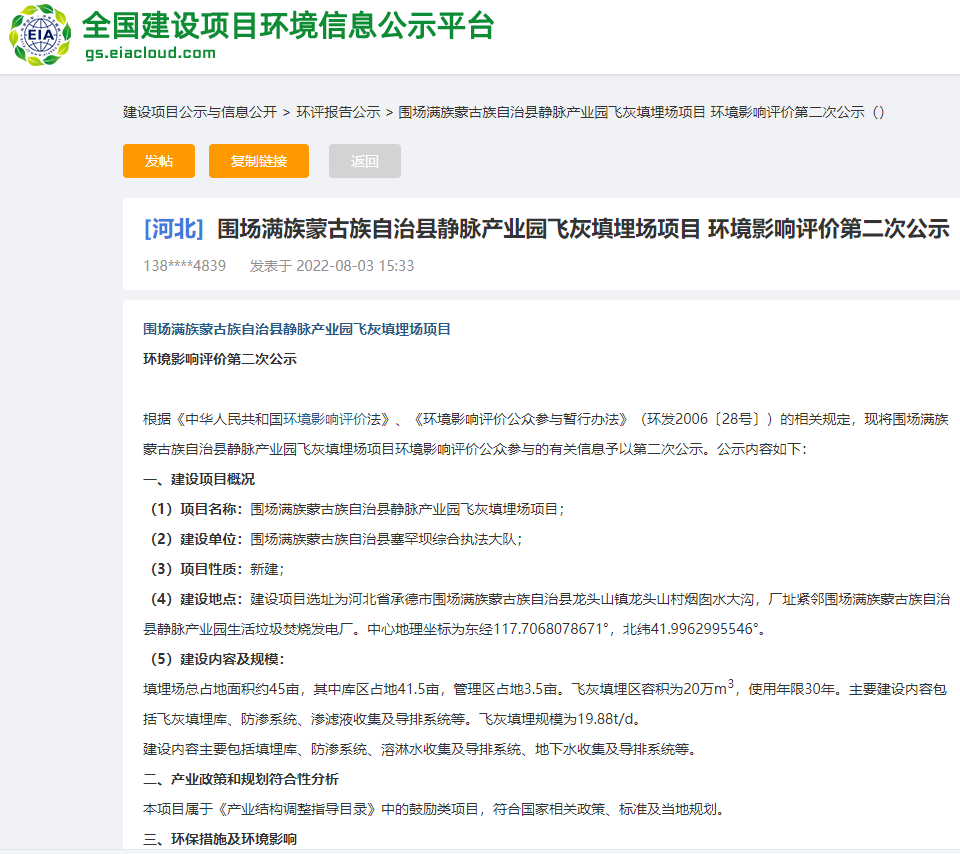 EIA
全国建设项目环境信息公示平台
gs.eiacloud.com
建设项目公示与信息公开 > 环评报告公示 > 围场满族蒙古族自治县静脉产业园飞灰填埋场项目 环境影响评价第二次公示（）
发帖 复制链接 返回
[河北] 围场满族蒙古族自治县静脉产业园飞灰填埋场项目 环境影响评价第二次公示
138****4839 发表于 2022-08-03 15:33
围场满族蒙古族自治县静脉产业园飞灰填埋场项目
环境影响评价第二次公示
根据《中华人民共和国环境影响评价法》、《环境影响评价公众参与暂行办法》（环发2006〔28号〕）的相关规定，现将围场满族
蒙古族自治县静脉产业园飞灰填埋场项目环境影响评价公众参与的有关信息予以第二次公示。公示内容如下：
一、建设项目概况
（1）项目名称：围场满族蒙古族自治县静脉产业园飞灰填埋场项目；
（2）建设单位：围场满族蒙古族自治县塞罕坝综合执法大队；
（3）项目性质：新建；
（4）建设地点：建设项目选址为河北省承德市围场满族蒙古族自治县龙头山镇龙头山村烟囱水大沟，厂址紧邻围场满族蒙古族自治
县静脉产业园生活垃圾焚烧发电厂。中心地理坐标为东经117.7068078671°，北纬41.9962995546°。
（5）建设内容及规模：
填埋场总占地面积约45亩，其中库区占地41.5亩，管理区占地3.5亩。飞灰填埋区容积为20万m³，使用年限30年。主要建设内容包
括飞灰填埋库、防渗系统、渗滤液收集及导排系统等。飞灰填埋规模为19.88t/d。
建设内容主要包括填埋库、防渗系统、溶淋水收集及导排系统、地下水收集及导排系统等。
二、产业政策和规划符合性分析
本项目属于《产业结构调整指导目录》中的鼓励类项目，符合国家相关政策、标准及当地规划。
三、环保措施及环境影响